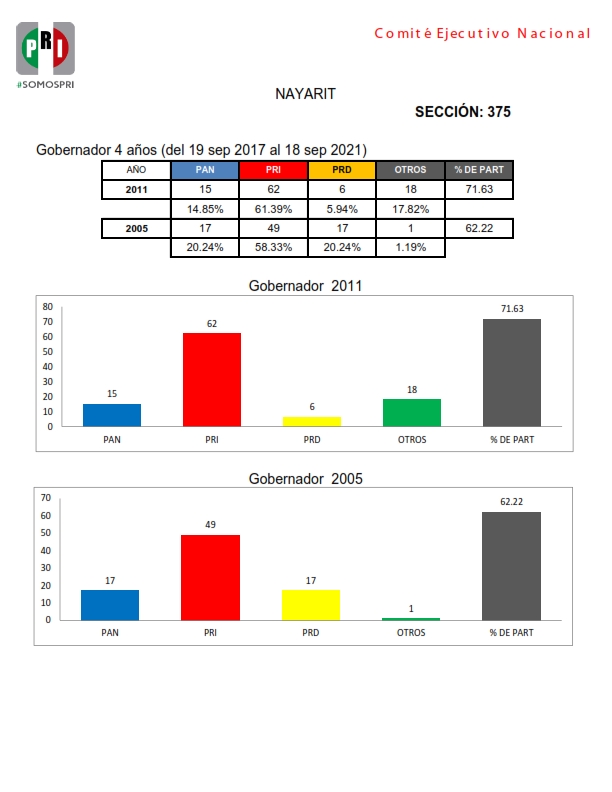 PRI
#SOMOSPRI
Comité Ejecutivo Nacional
NAYARIT
SECCIÓN: 375
Gobernador 4 años (del 19 sep 2017 al 18 sep 2021)
AÑO PAN PRI PRD OTROS % DE PART
2011 15 62 6 18 71.63
14.85% 61.39% 5.94% 17.82%
2005 17 49 17 1 62.22
20.24% 58.33% 20.24% 1.19%
Gobernador 2011
80
70
60
50
40
30
20
10
0
15
62
6
18
71.63
PAN PRI PRD OTROS % DE PART
Gobernador 2005
70
60
50
40
30
20
10
0
17
49
17
1
62.22
PAN PRI PRD OTROS % DE PART